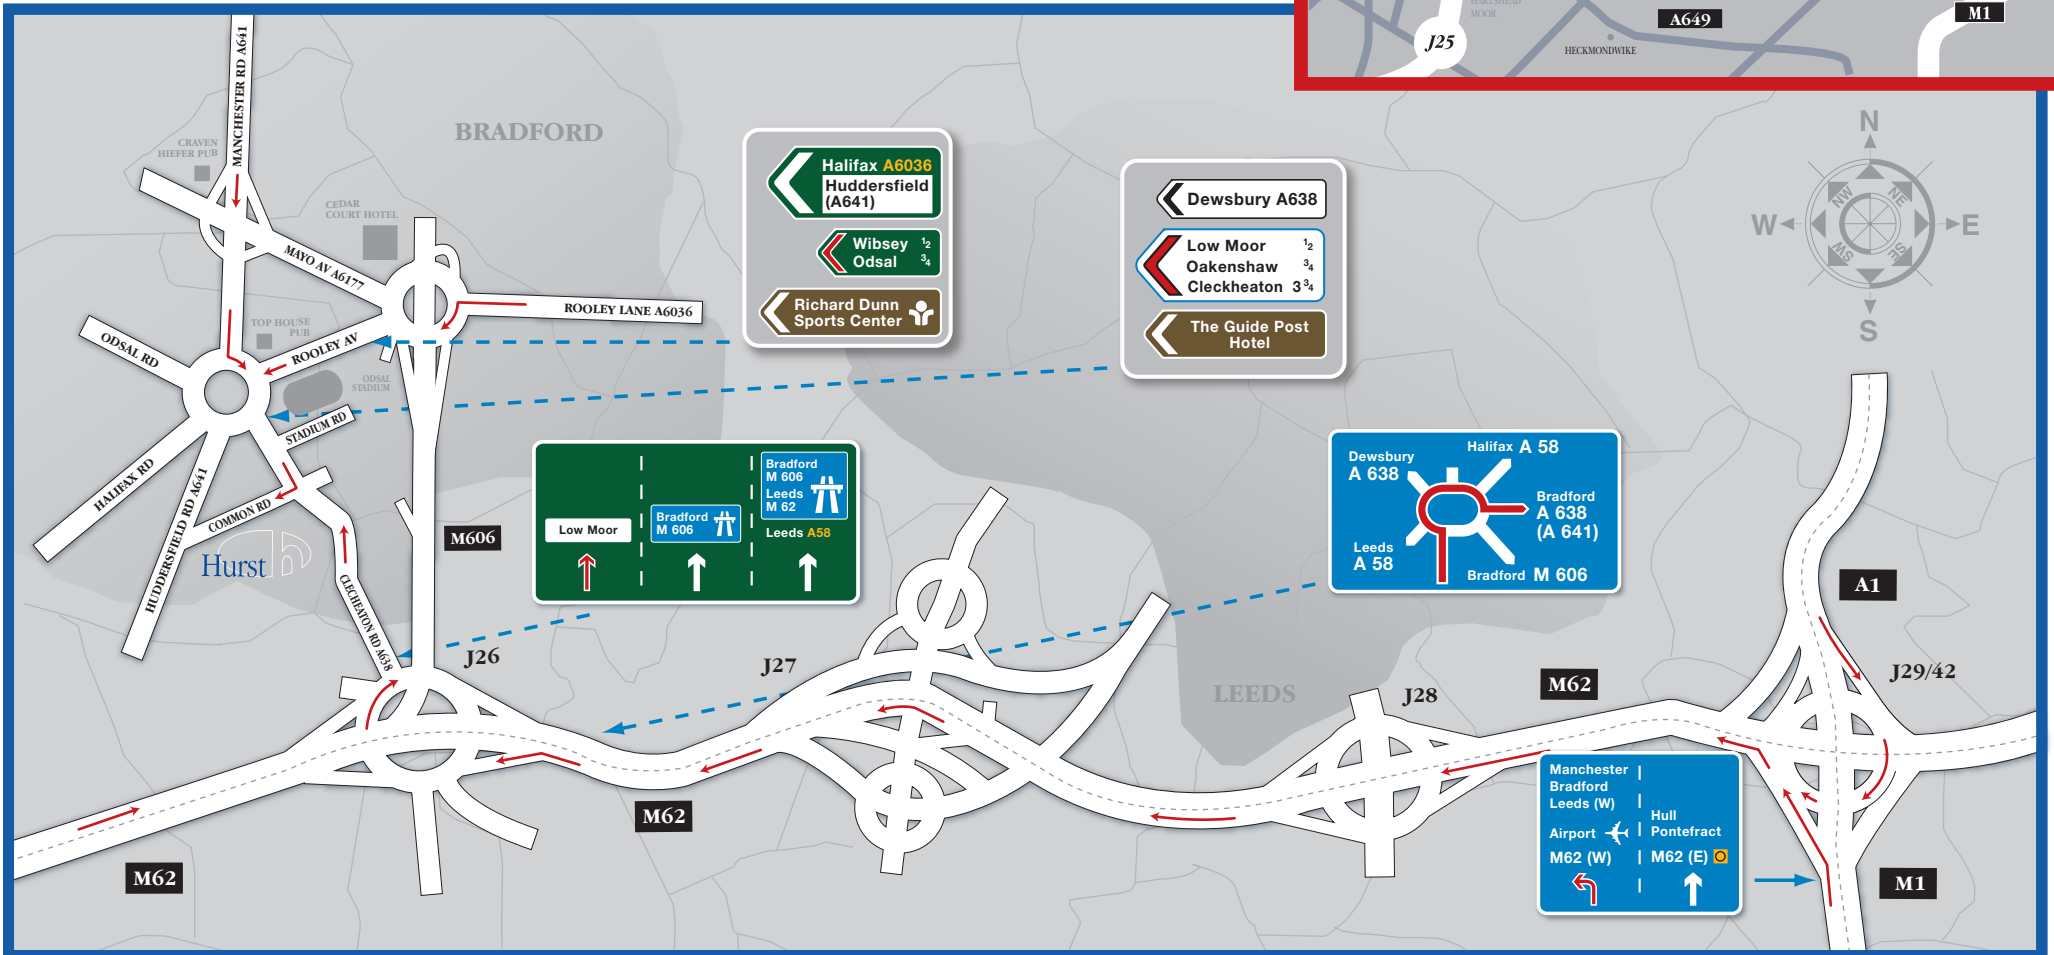 HARTSHEAD
MOOR
J25
A649
HECKMONDWIKE
M1
MANCHESTER RD A641
CRAVEN
HIEFER PUB
BRADFORD
CEDAR
COURT HOTEL
MAYO AV A6177
ROOLEY LANE A6036
TOP HOUSE
PUB
ROOLEY AV
ODSAL RD
ODSAL
STADIUM
STADIUM RD
HALIFAX RD
HUDDERSFIELD RD A641
COMMON RD
Hurst
CLECHEATON RD A638
M606
Halifax A6036
Huddersfield
(A641)
Wibsey ½
Odsal ¾
Richard Dunn
Sports Center
Dewsbury A638
Low Moor ½
Oakenshaw ¾
Cleckheaton 3 ¾
The Guide Post
Hotel
N
NW
NE
W
E
SW
SE
S
Low Moor
Bradford
M 606
Bradford
M 606
Leeds
M 62
Leeds A58
Halifax A 58
Dewsbury
A 638
Bradford
A 638
(A 641)
Leeds
A 58
Bradford M 606
A1
J26
J27
LEEDS
J28
M62
J29/42
M62
M62
Manchester
Bradford
Leeds (W)
Airport
M62 (W)
Hull
Pontefract
M62 (E)
M1